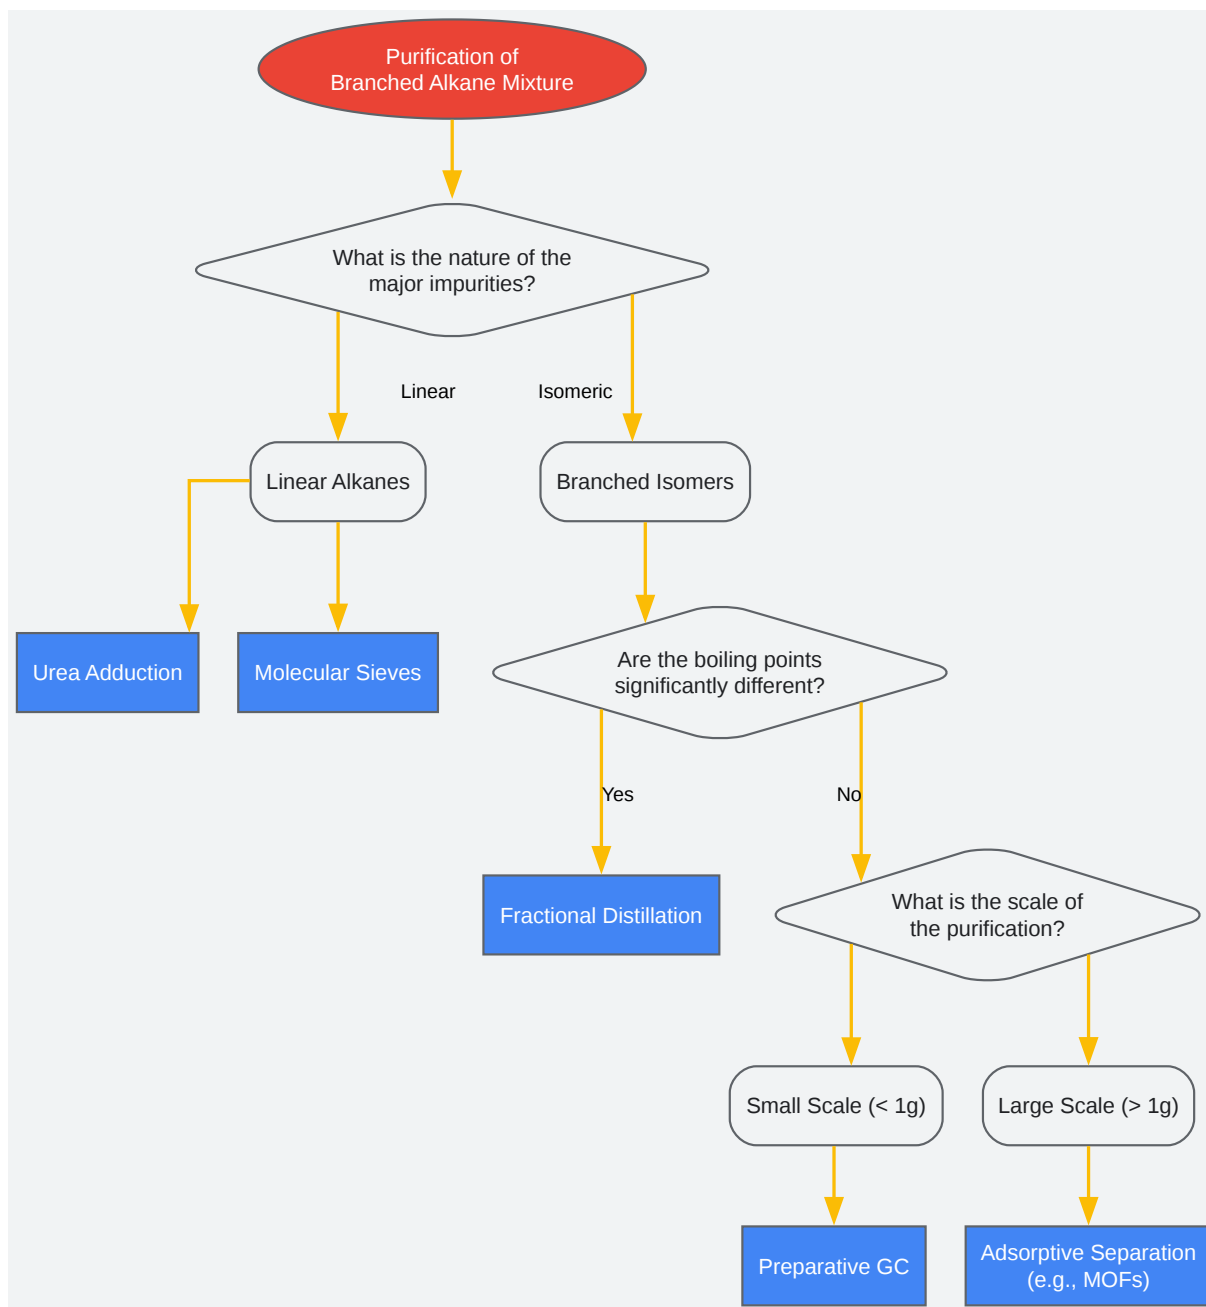 Purification of
Branched Alkane Mixture
What is the nature of the
major impurities?
Linear
Isomeric
Linear Alkanes
Branched Isomers
Urea Adduction
Molecular Sieves
Are the boiling points
significantly different?
Yes
No
Fractional Distillation
What is the scale of
the purification?
Small Scale (< 1g)
Large Scale (> 1g)
Preparative GC
Adsorptive Separation
(e.g., MOFs)